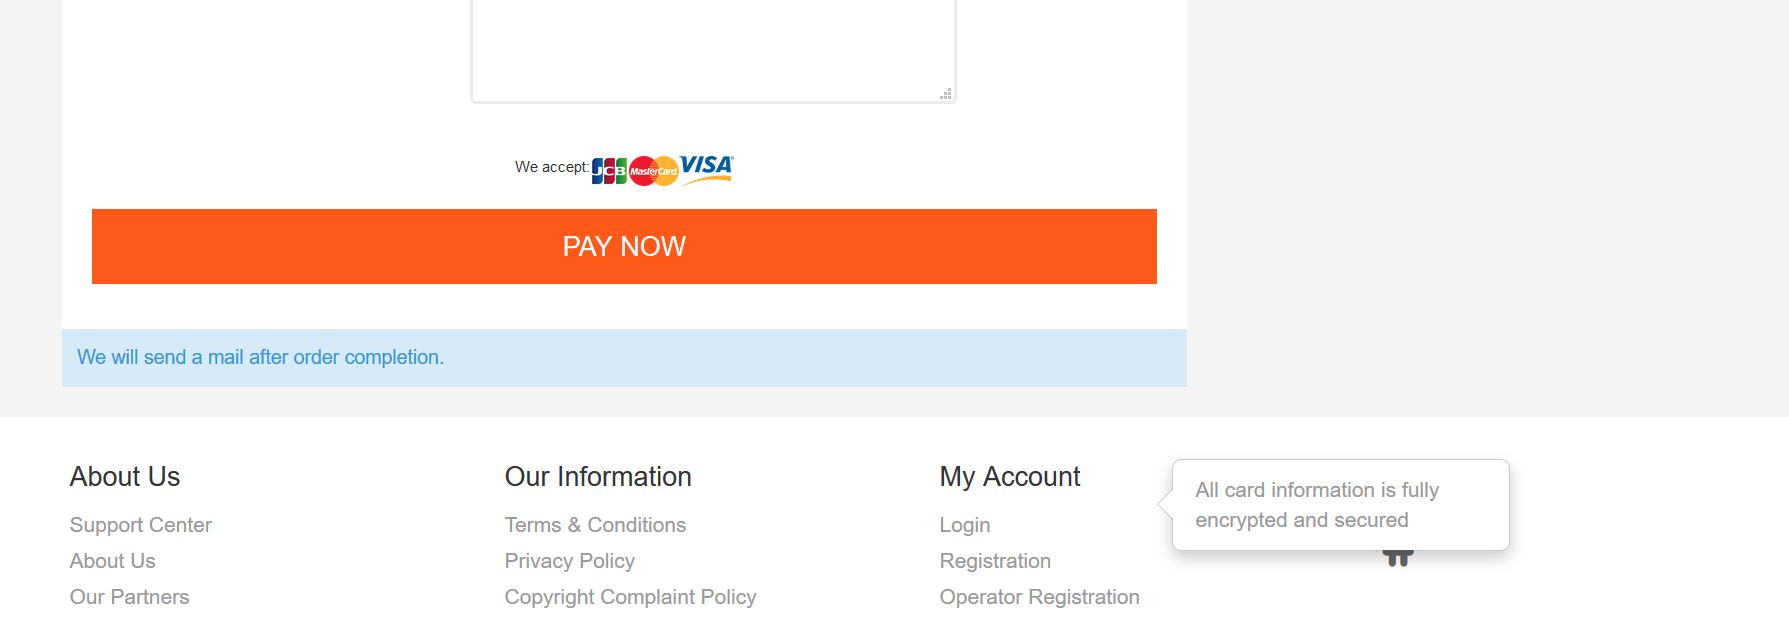 We accept: JCB MasterCard VISA
PAY NOW
We will send a mail after order completion.
About Us
Support Center
About Us
Our Partners
Our Information
Terms & Conditions
Privacy Policy
Copyright Complaint Policy
My Account
Login
Registration
Operator Registration
All card information is fully
encrypted and secured